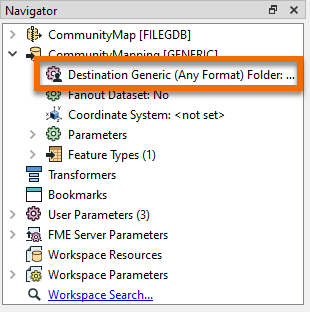 Navigator
CommunityMap [FILEGDB]
CommunityMapping [GENERIC]
Destination Generic (Any Format) Folder: ...
Fanout Dataset: No
Coordinate System: <not set>
Parameters
Feature Types (1)
Transformers
Bookmarks
User Parameters (3)
FME Server Parameters
Workspace Resources
Workspace Parameters
Workspace Search...